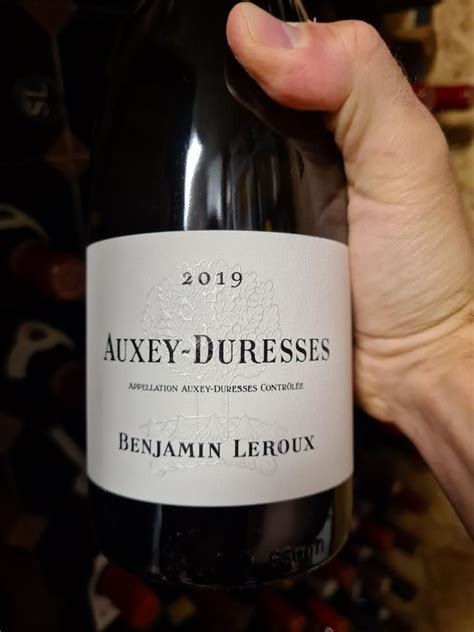 2019
AUXEY-DURESSES
APPELLATION AUXEY-DURESSES CONTRÔLÉE
BENJAMIN LEROUX